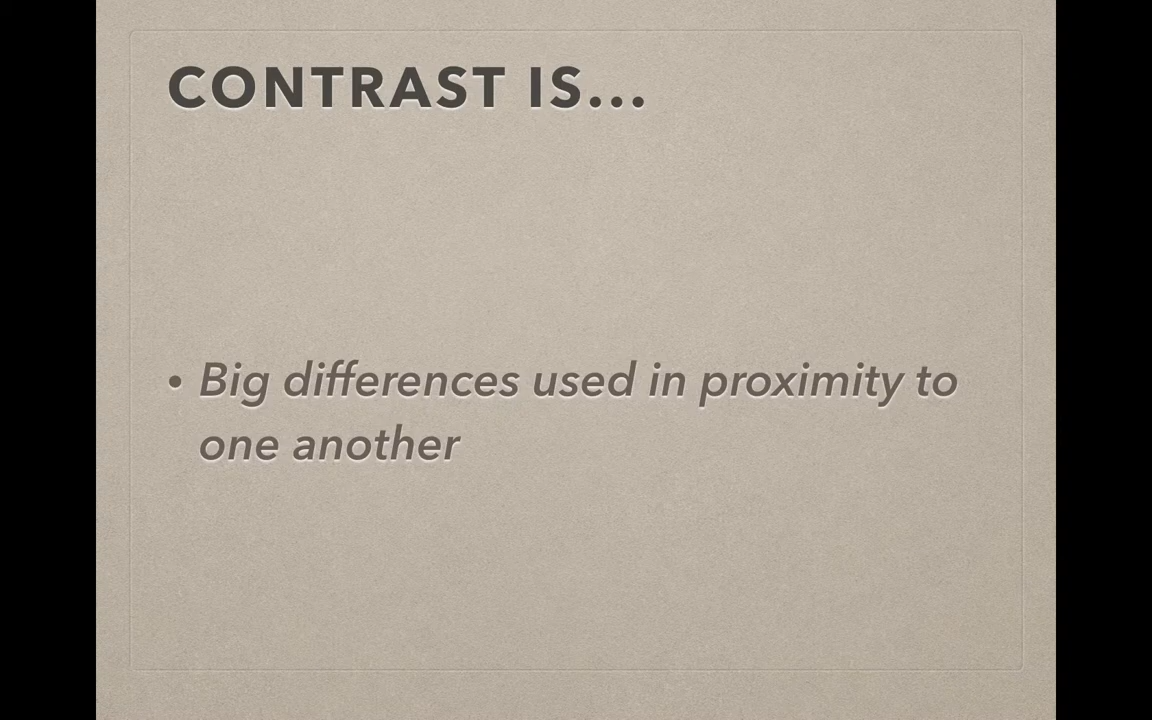 CONTRAST IS...
• Big differences used in proximity to
one another